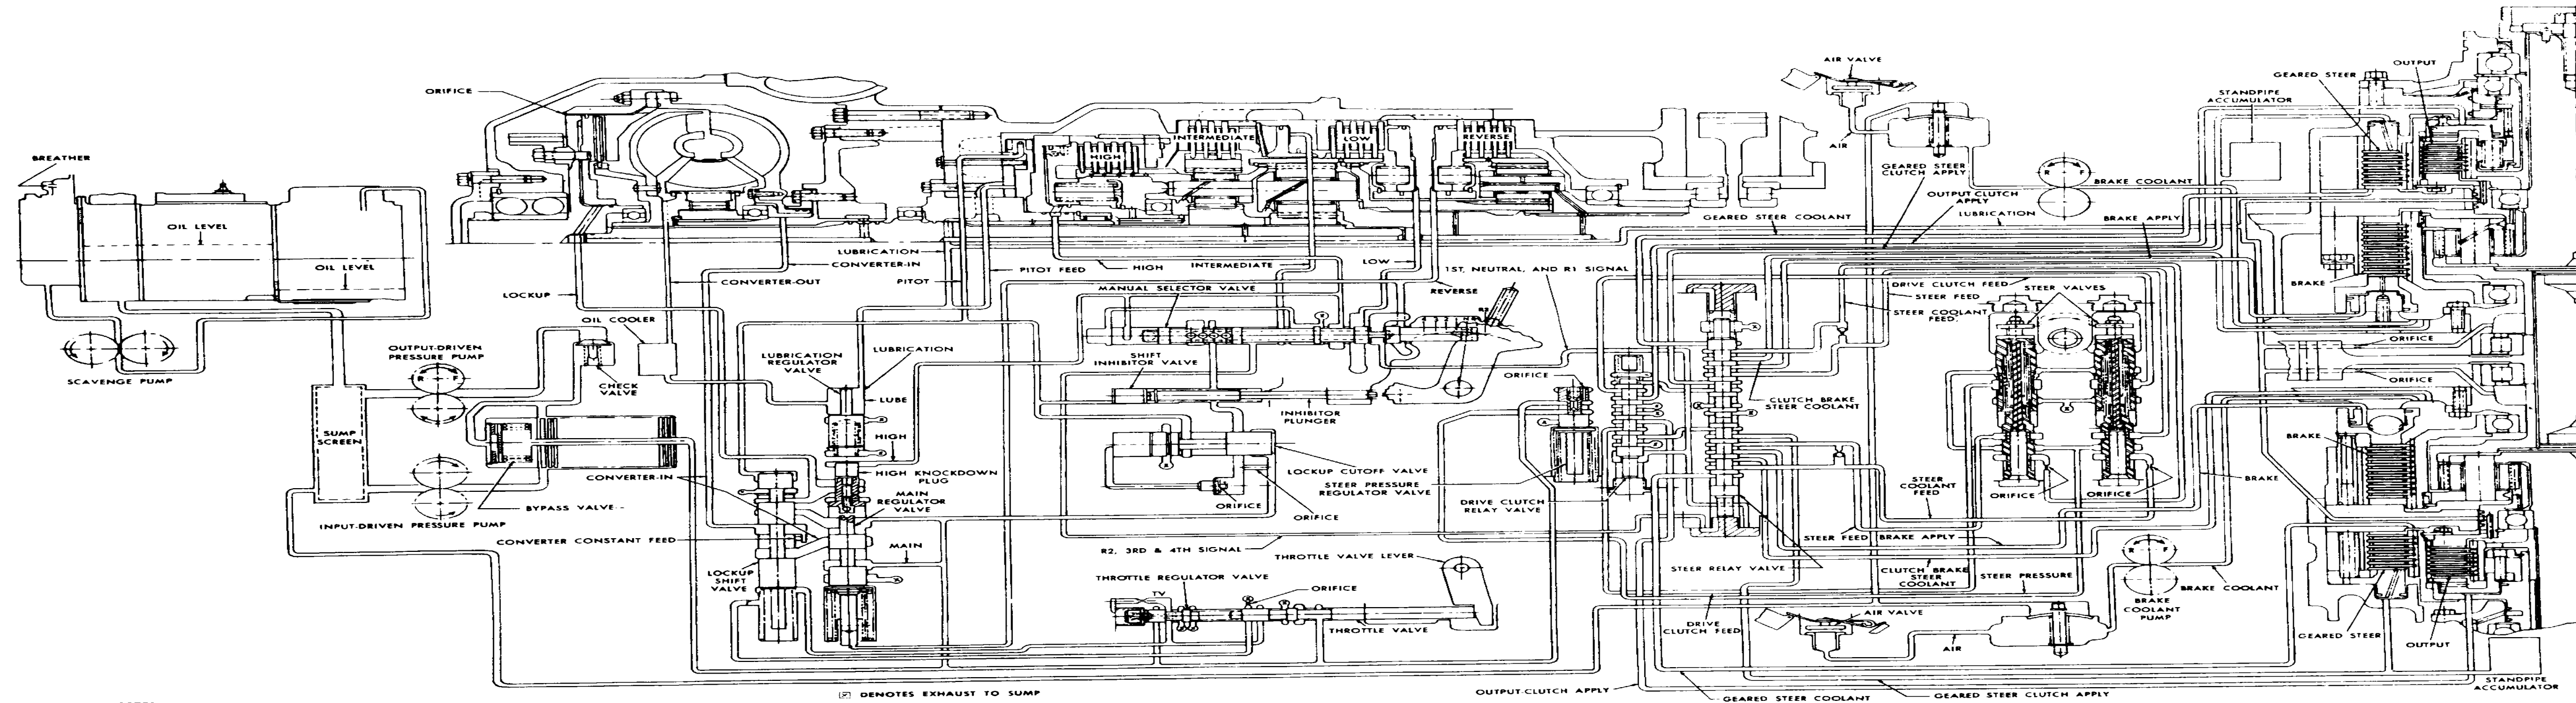 AIR VALVE
OUTPUT
GEARED STEER
ORIFICE
STANDPIPE
ACCUMULATOR
INTERMEDIATE
LOW
REVERSE
HIGH
AIR
BREATHER
GEARED STEER
CLUTCH APPLY
R F
BRAKE COOLANT
OUTPUT CLUTCH
APPLY
LUBRICATION
GEARED STEER COOLANT
BRAKE APPLY
OIL LEVEL
OIL LEVEL
LUBRICATION
CONVERTER-IN
PITOT FEED
HIGH
INTERMEDIATE
LOW
1ST, NEUTRAL, AND R1 SIGNAL
CONVERTER-OUT
PITOT
MANUAL SELECTOR VALVE
REVERSE
LOCKUP
DRIVE CLUTCH FEED
STEER VALVES
STEER FEED
STEER COOLANT
FEED
BRAKE
OIL COOLER
OUTPUT-DRIVEN
PRESSURE PUMP
R F
LUBRICATION
REGULATOR
VALVE
LUBRICATION
SHIFT
INHIBITOR VALVE
ORIFICE
ORIFICE
SCAVENGE PUMP
CHECK
VALVE
LUBE
ORIFICE
CLUTCH BRAKE
STEER COOLANT
INHIBITOR
PLUNGER
SUMP
SCREEN
HIGH
BRAKE
HIGH KNOCKDOWN
PLUG
LOCKUP CUTOFF VALVE
CONVERTER-IN
STEER PRESSURE
REGULATOR VALVE
STEER
COOLANT
FEED
BRAKE
MAIN
REGULATOR
VALVE
BYPASS VALVE
ORIFICE
ORIFICE
DRIVE CLUTCH
RELAY VALVE
ORIFICE
ORIFICE
INPUT-DRIVEN PRESSURE PUMP
CONVERTER CONSTANT FEED
MAIN
R2, 3RD & 4TH SIGNAL
THROTTLE VALVE LEVER
STEER FEED
BRAKE APPLY
R F
LOCKUP
SHIFT
VALVE
THROTTLE REGULATOR VALVE
ORIFICE
TV
STEER RELAY VALVE
CLUTCH BRAKE
STEER
COOLANT
STEER PRESSURE
BRAKE COOLANT
BRAKE
COOLANT
PUMP
THROTTLE VALVE
DRIVE
CLUTCH FEED
AIR VALVE
AIR
GEARED STEER
OUTPUT
DENOTES EXHAUST TO SUMP
OUTPUT-CLUTCH APPLY
GEARED STEER COOLANT
GEARED STEER CLUTCH APPLY
STANDPIPE
ACCUMULATOR